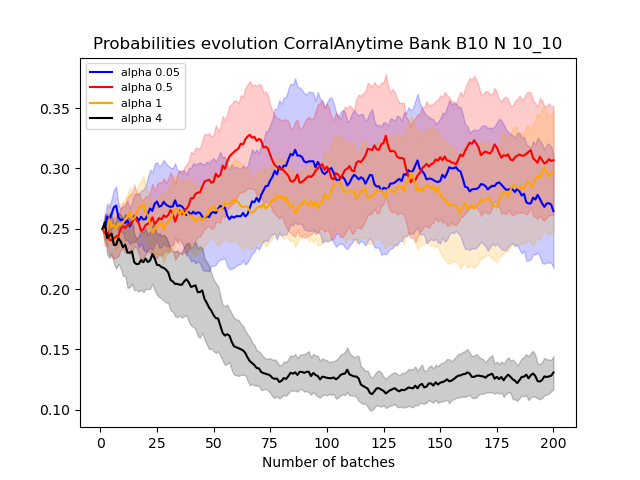 Probabilities evolution CorralAnytime Bank B10 N 10_10
alpha 0.05
alpha 0.5
alpha 1
alpha 4
0.35
0.30
0.25
0.20
0.15
0.10
0 25 50 75 100 125 150 175 200
Number of batches